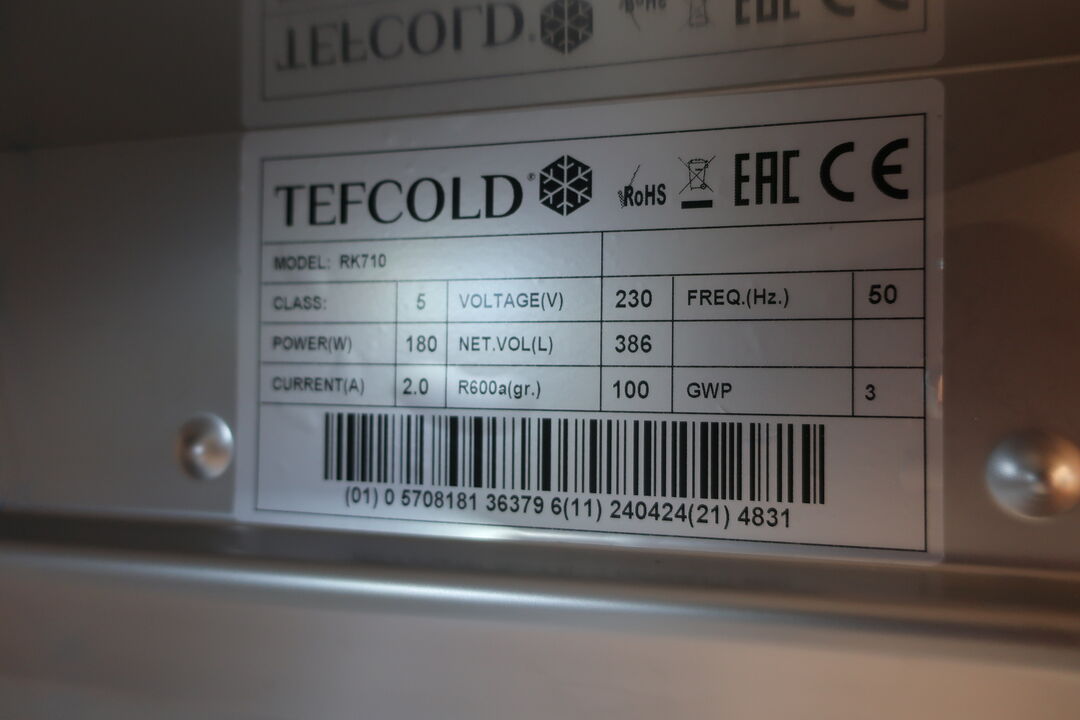 TEFCOLD® RoHS EAC CE
MODEL: RK710
CLASS: 5 VOLTAGE(V) 230 FREQ.(Hz.) 50
POWER(W) 180 NET.VOL(L) 386
CURRENT(A) 2.0 R600a(gr.) 100 GWP 3
(01) 0 5708181 36379 6(11) 240424(21) 4831